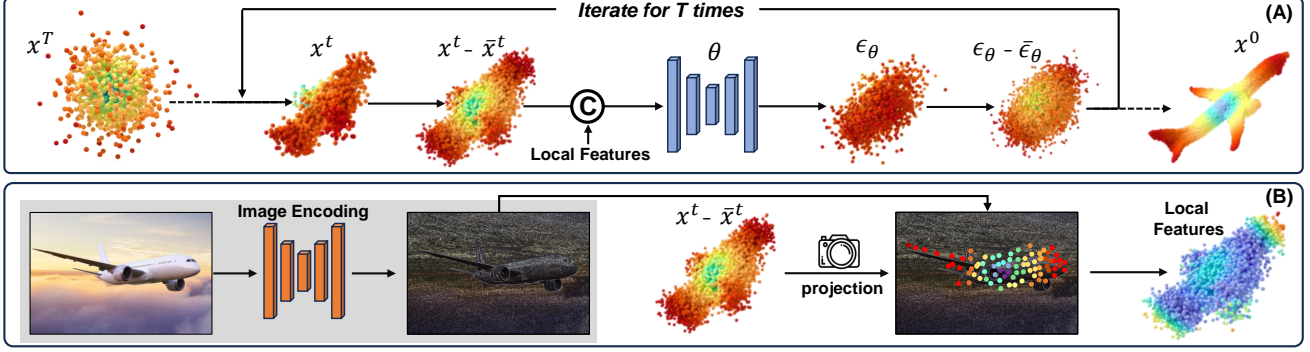 Iterate for T times
(A)
x^T
x^t
x^t - x̄^t
θ
ϵ_θ
ϵ_θ - ϵ̄_θ
x^0
C
Local Features
(B)
Image Encoding
x^t - x̄^t
projection
Local
Features